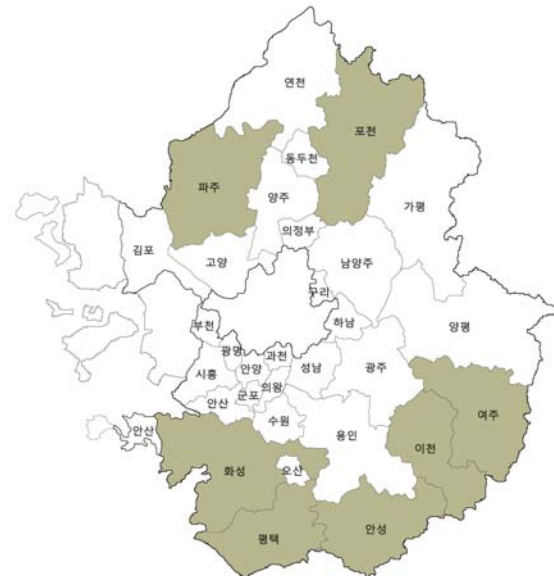 연천
포천
동두천
파주
양주
가평
의정부
김포
고양
남양주
구리
부천
하남
양평
광명
과천
시흥
안양
성남
광주
의왕
군포
안산
여주
수원
안산
용인
이천
화성
오산
안성
평택